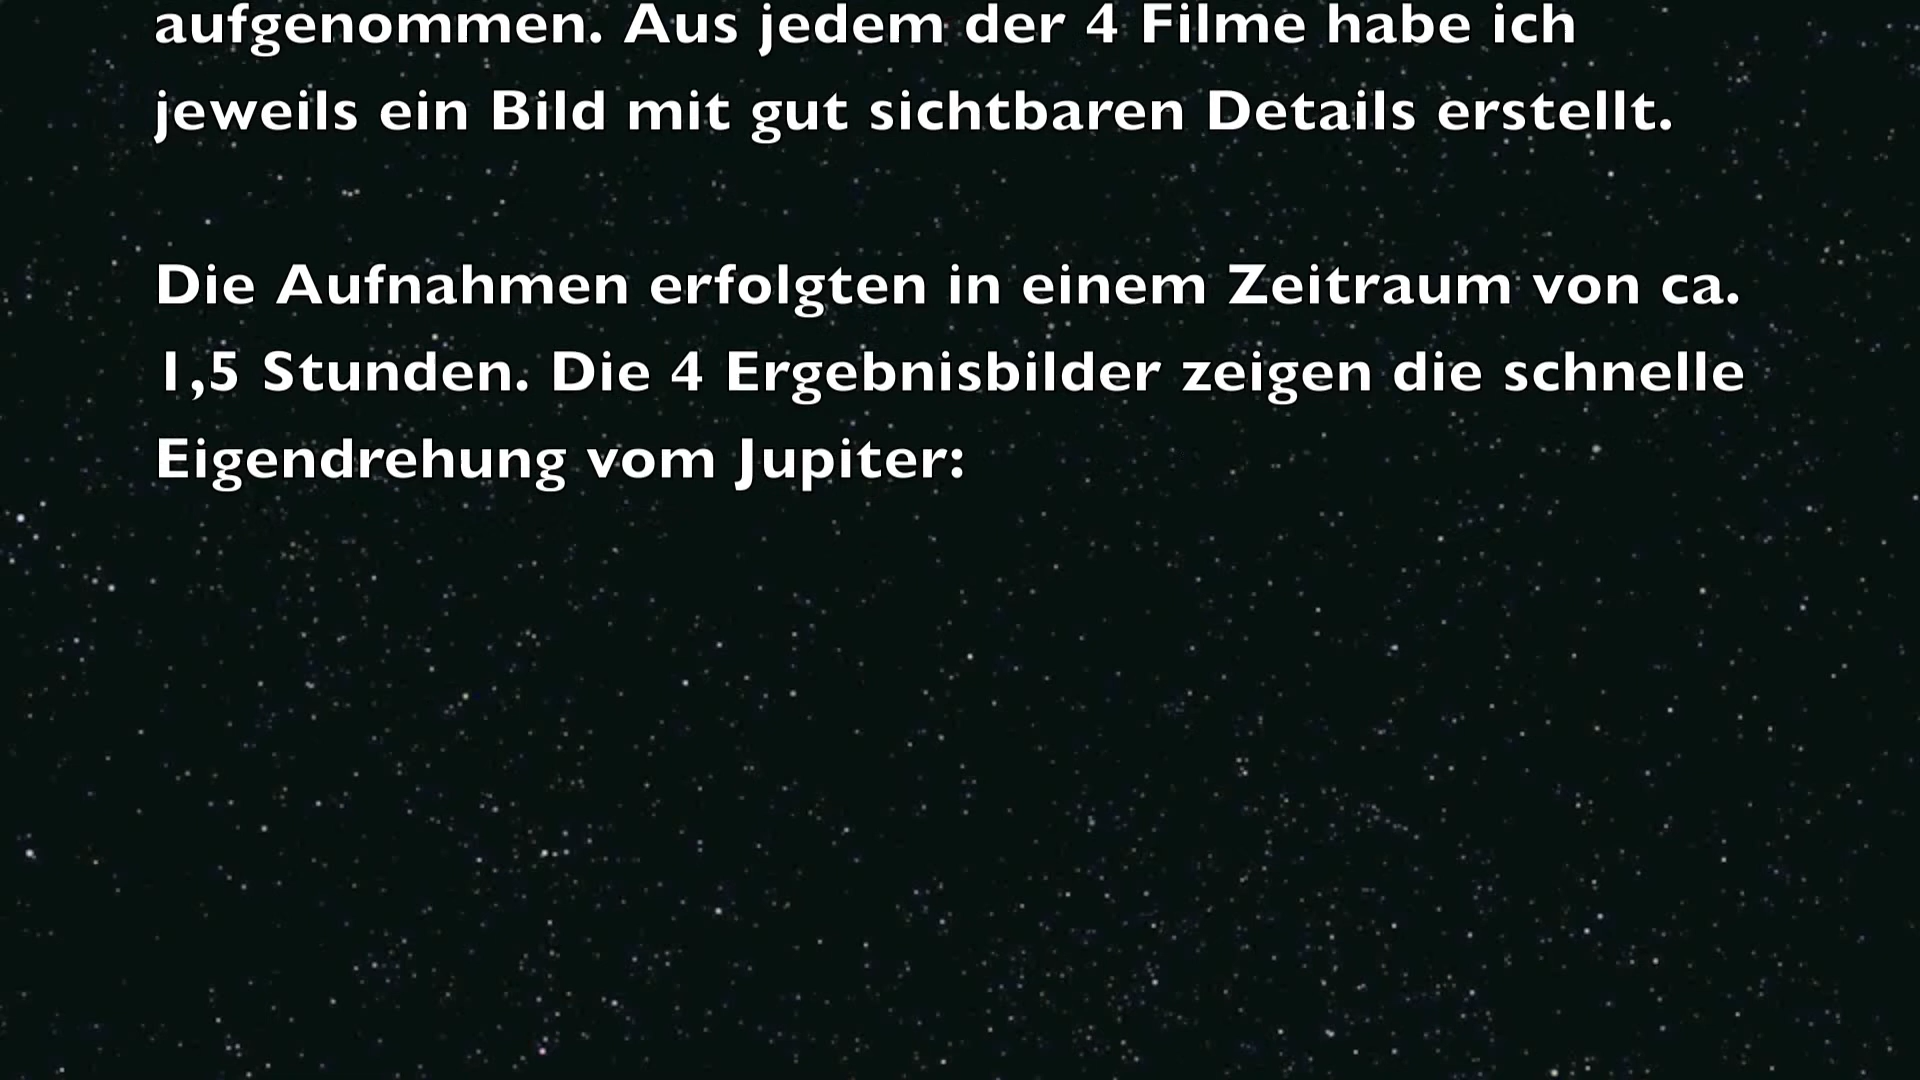 aufgenommen. Aus jedem der 4 Filme habe ich
jeweils ein Bild mit gut sichtbaren Details erstellt.
Die Aufnahmen erfolgten in einem Zeitraum von ca.
1,5 Stunden. Die 4 Ergebnisbilder zeigen die schnelle
Eigendrehung vom Jupiter: